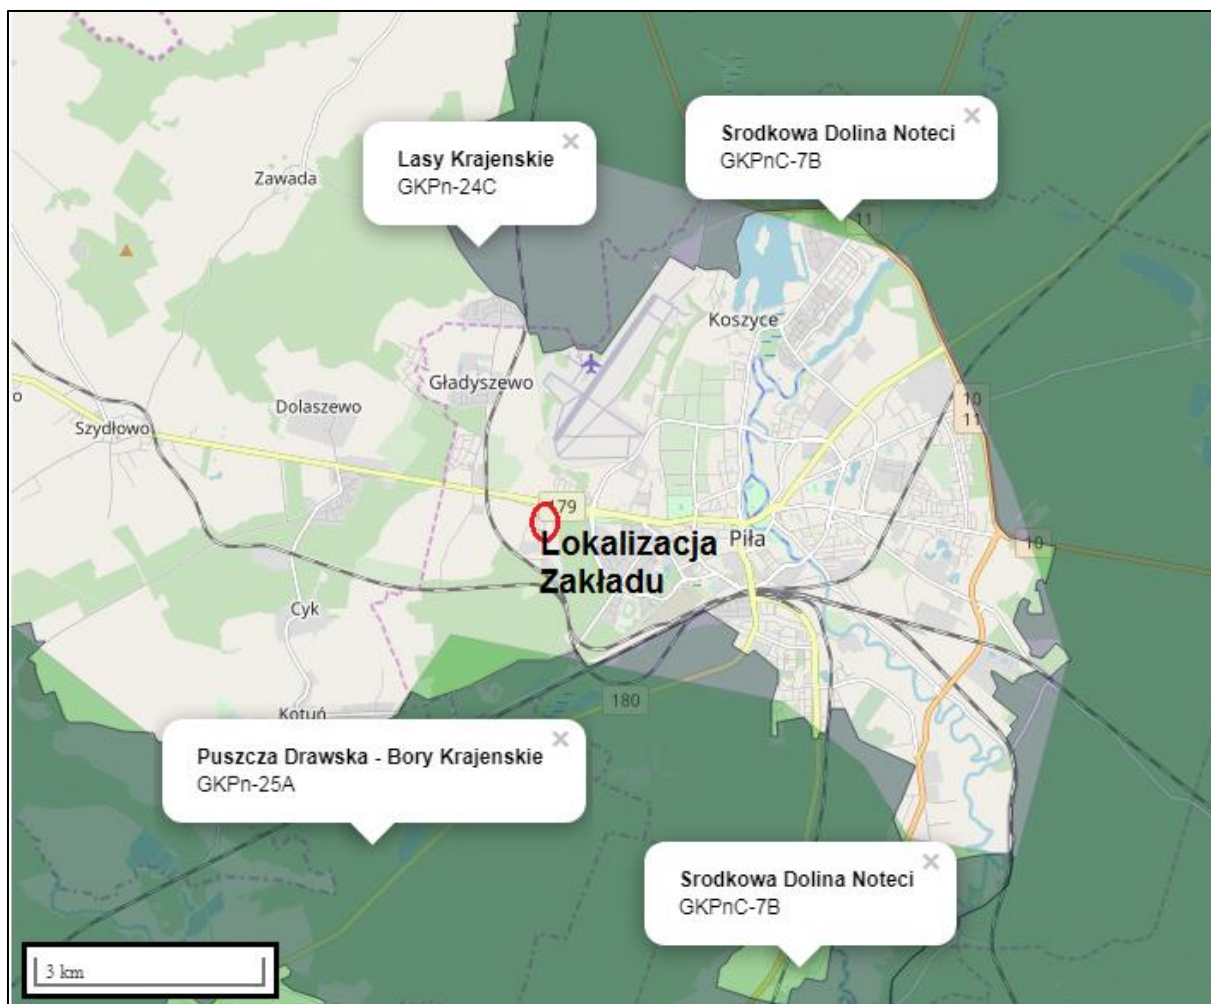 Srodkowa Dolina Noteci
GKPnC-7B
Lasy Krajenskie
GKPn-24C
Zawada
11
Koszyce
Gładyszewo
Dolaszewo
o
10
11
Szydłowo
179
Lokalizacja
Zakładu
Piła
10
Cyk
180
Kotuń
Puszcza Drawska - Bory Krajenskie
GKPn-25A
Srodkowa Dolina Noteci
GKPnC-7B
3 km